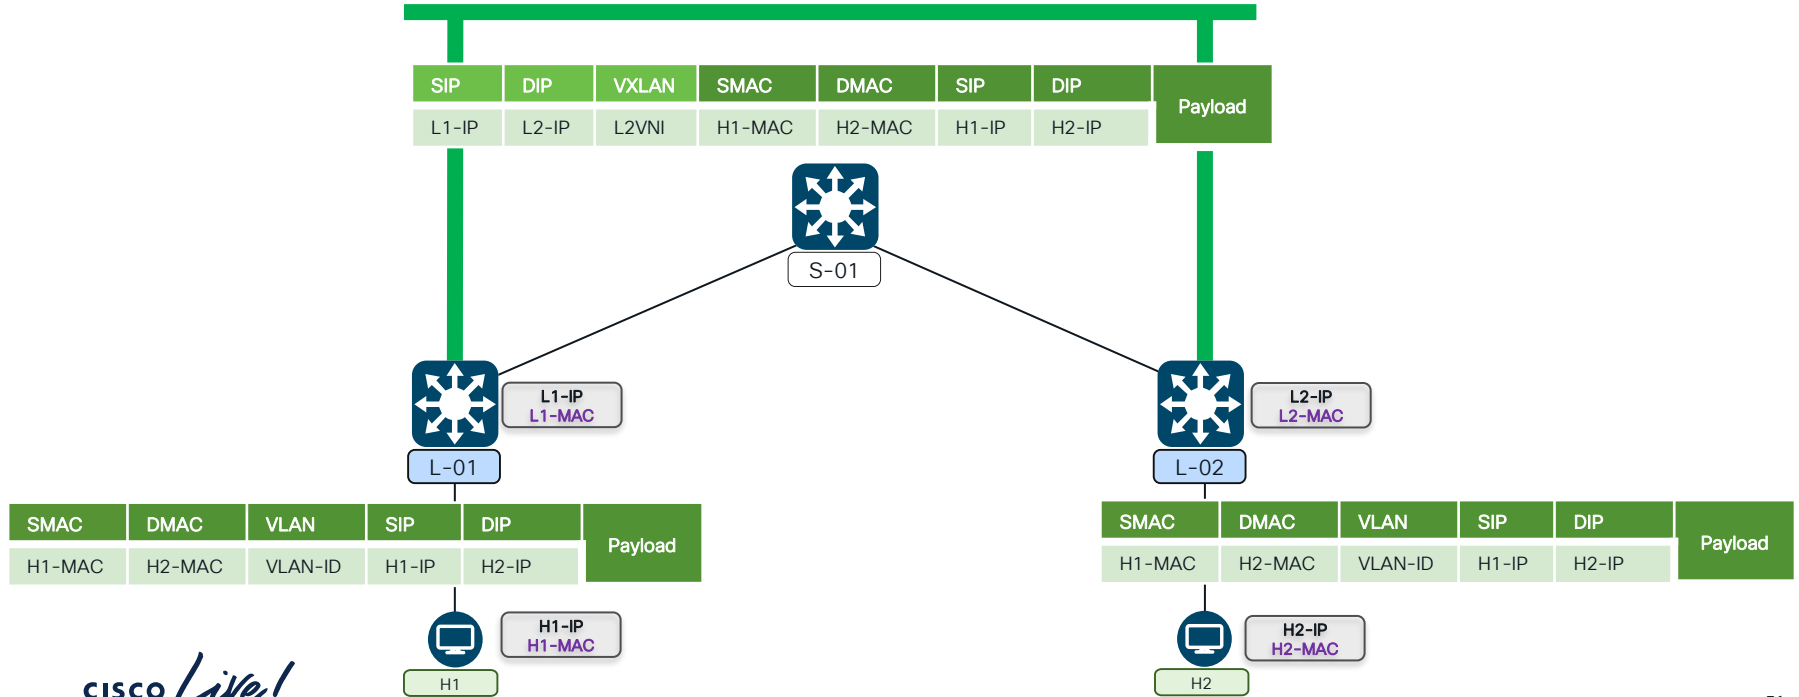 SIP DIP VXLAN SMAC DMAC SIP DIP Payload
L1-IP L2-IP L2VNI H1-MAC H2-MAC H1-IP H2-IP
S-01
L1-IP
L1-MAC
L2-IP
L2-MAC
L-01
L-02
SMAC DMAC VLAN SIP DIP Payload
H1-MAC H2-MAC VLAN-ID H1-IP H2-IP
SMAC DMAC VLAN SIP DIP Payload
H1-MAC H2-MAC VLAN-ID H1-IP H2-IP
H1-IP
H1-MAC
H2-IP
H2-MAC
H1
H2
CISCO Live!